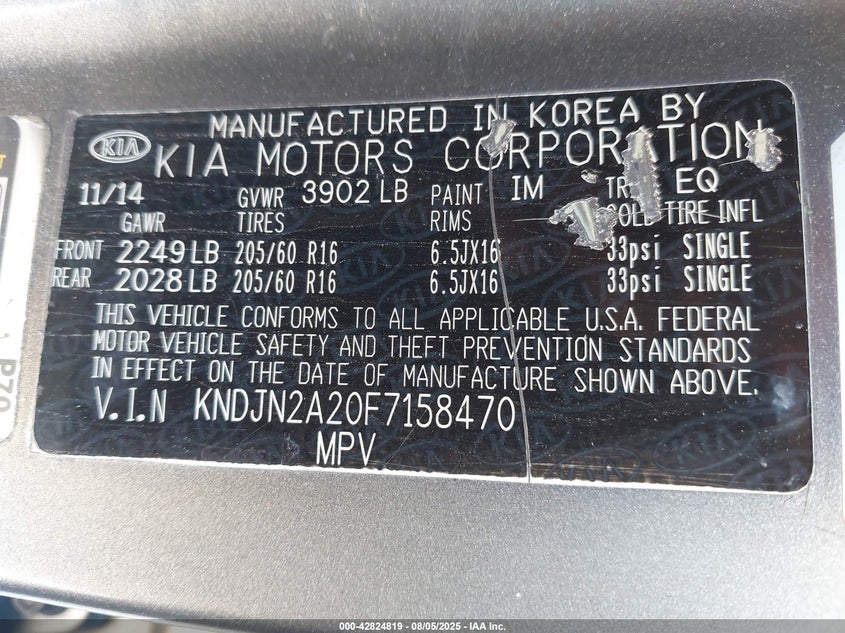 MANUFACTURED IN KOREA BY
KIA KIA MOTORS CORPORATION
11/14 GVWR 3902 LB PAINT IM EQ
GAWR TIRES RIMS TIRE INFL
FRONT 2249 LB 205/60 R16 6.5JX16 33psi SINGLE
REAR 2028 LB 205/60 R16 6.5JX16 33psi SINGLE
THIS VEHICLE CONFORMS TO ALL APPLICABLE U.S.A. FEDERAL
MOTOR VEHICLE SAFETY AND THEFT PREVENTION STANDARDS
IN EFFECT ON THE DATE OF MANUFACTURE SHOWN ABOVE.
V.I.N KNDJN2A20F7158470
MPV
000-42824819 - 08/05/2025 - IAA Inc.